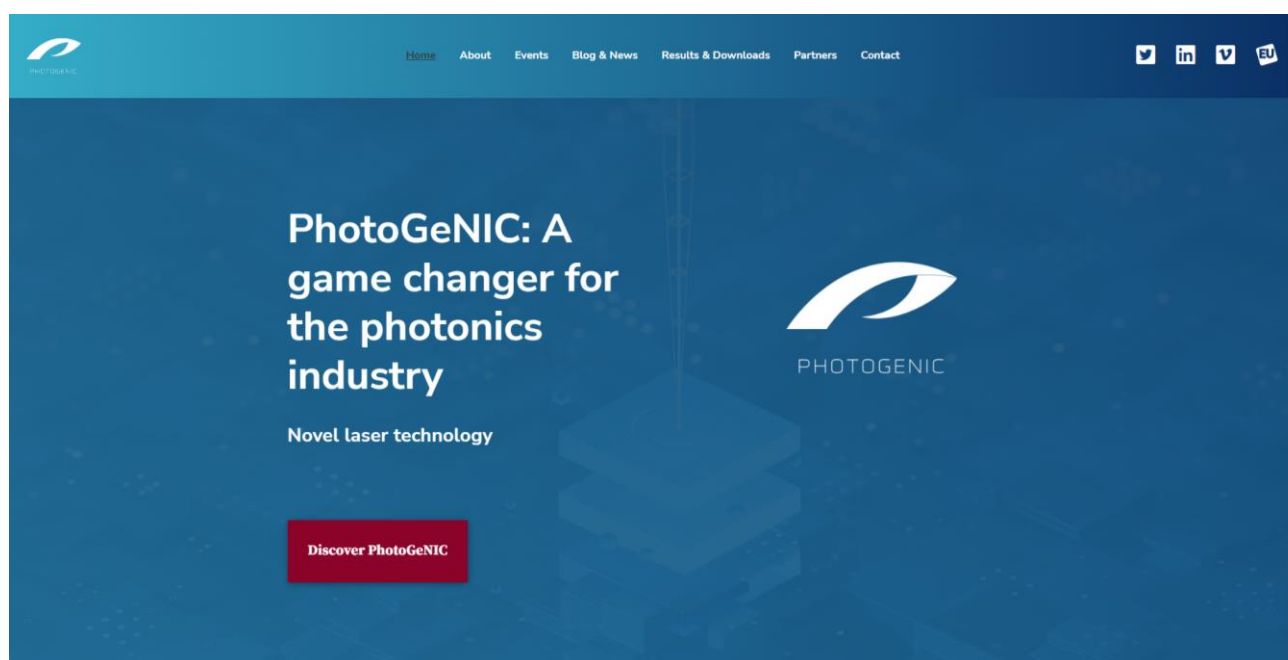 PHOTOGENIC
Home About Events Blog & News Results & Downloads Partners Contact
EU
PhotoGeNIC: A
game changer for
the photonics
industry
PHOTOGENIC
Novel laser technology
Discover PhotoGeNIC